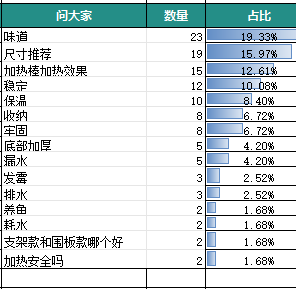 问大家 数量 占比
味道 23 19.33%
尺寸推荐 19 15.97%
加热棒加热效果 15 12.61%
稳定 12 10.08%
保温 10 8.40%
收纳 8 6.72%
牢固 8 6.72%
底部加厚 5 4.20%
漏水 5 4.20%
发霉 3 2.52%
排水 3 2.52%
养鱼 2 1.68%
耗水 2 1.68%
支架款和围板款哪个好 2 1.68%
加热安全吗 2 1.68%